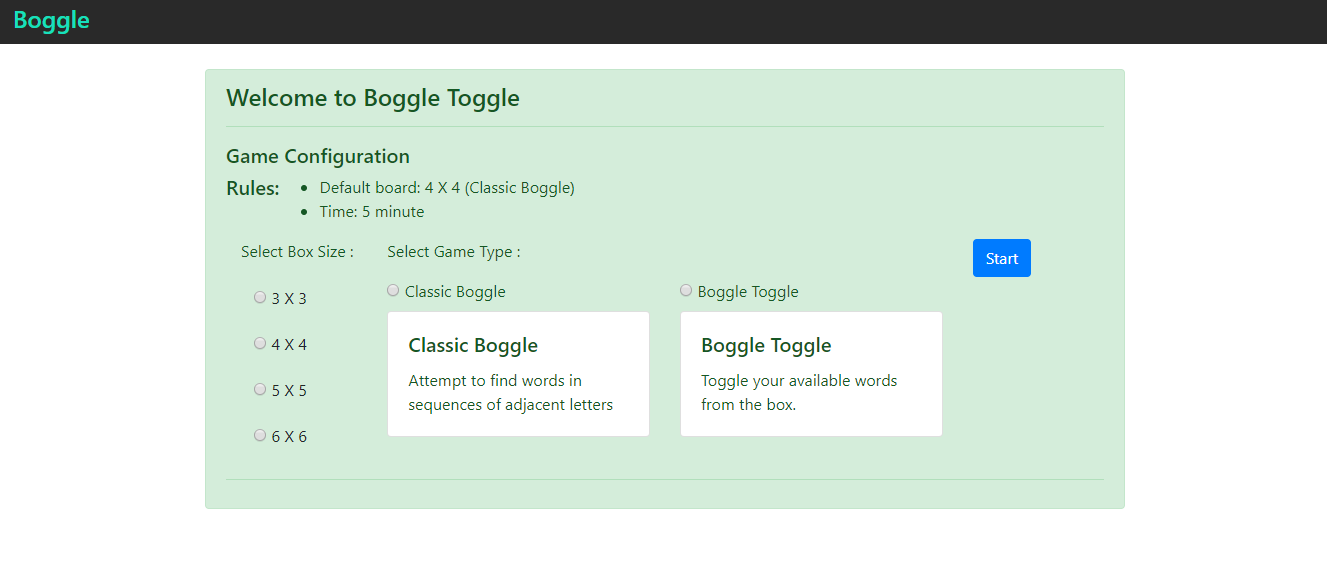 Boggle
Welcome to Boggle Toggle
Game Configuration
Rules:
Default board: 4 X 4 (Classic Boggle)
Time: 5 minute
Select Box Size :
3 X 3
4 X 4
5 X 5
6 X 6
Select Game Type :
Classic Boggle
Classic Boggle
Attempt to find words in
sequences of adjacent letters
Boggle Toggle
Boggle Toggle
Toggle your available words
from the box.
Start